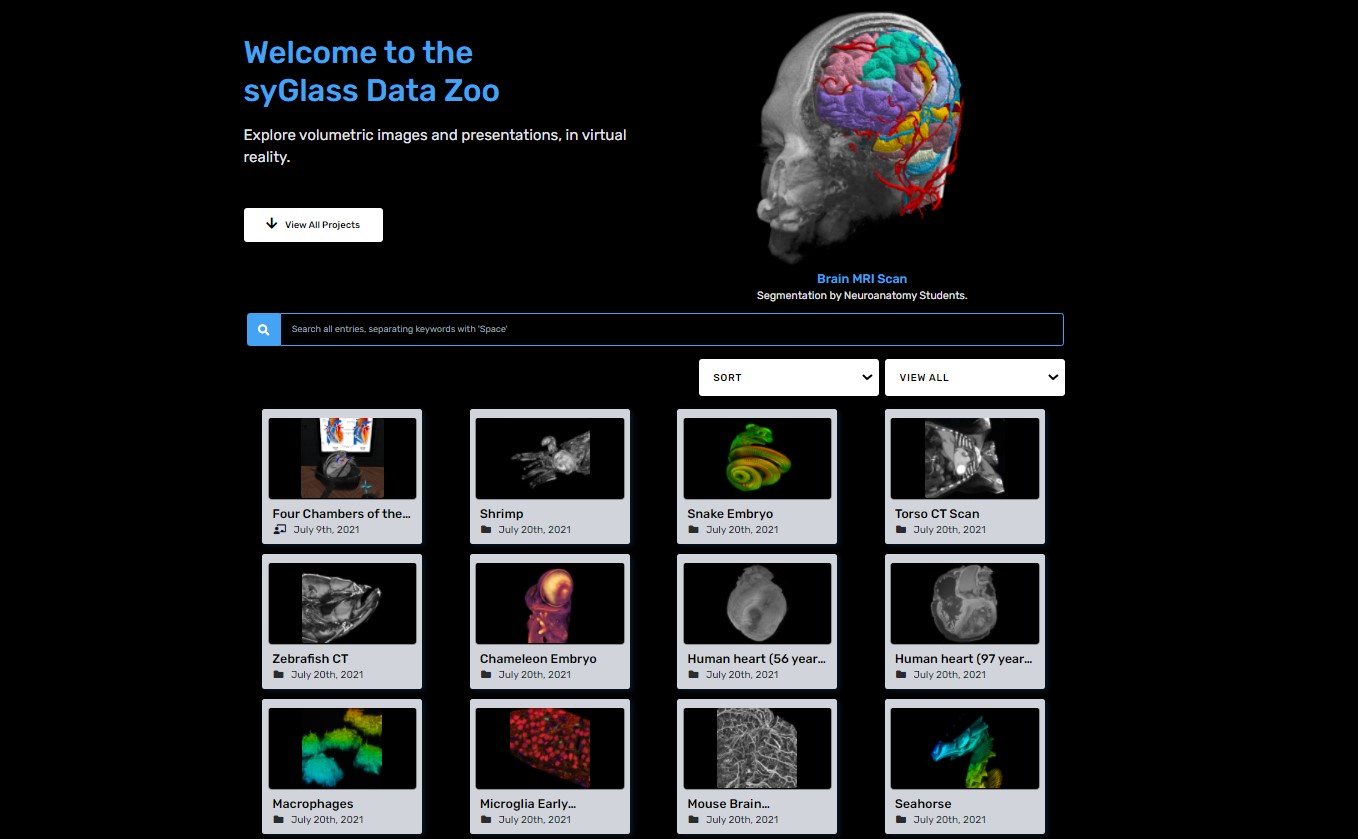 Welcome to the
syGlass Data Zoo
Explore volumetric images and presentations, in virtual
reality.
View All Projects
Brain MRI Scan
Segmentation by Neuroanatomy Students.
Search all entries, separating keywords with 'Space'
SORT
VIEW ALL
Four Chambers of the...
July 9th, 2021
Shrimp
July 20th, 2021
Snake Embryo
July 20th, 2021
Torso CT Scan
July 20th, 2021
Zebrafish CT
July 20th, 2021
Chameleon Embryo
July 20th, 2021
Human heart (56 year...
July 20th, 2021
Human heart (97 year...
July 20th, 2021
Macrophages
July 20th, 2021
Microglia Early...
July 20th, 2021
Mouse Brain...
July 20th, 2021
Seahorse
July 20th, 2021